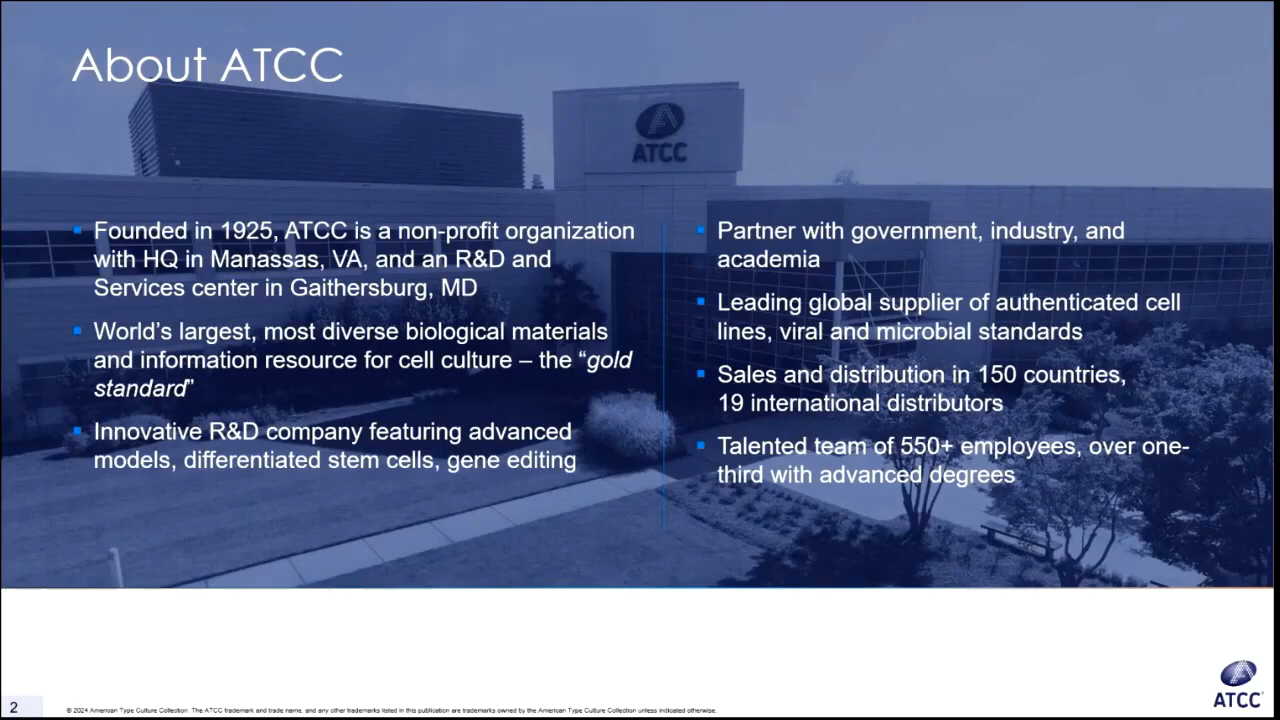 About ATCC
ATCC
Founded in 1925, ATCC is a non-profit organization
with HQ in Manassas, VA, and an R&D and
Services center in Gaithersburg, MD
World's largest, most diverse biological materials
and information resource for cell culture – the “gold
standard”
Innovative R&D company featuring advanced
models, differentiated stem cells, gene editing
Partner with government, industry, and
academia
Leading global supplier of authenticated cell
lines, viral and microbial standards
Sales and distribution in 150 countries,
19 international distributors
Talented team of 550+ employees, over one-
third with advanced degrees
2
© 2024 American Type Culture Collection. The ATCC trademark and trade name, and any other trademarks listed in this publication are trademarks owned by the American Type Culture Collection unless indicated otherwise.
ATCC